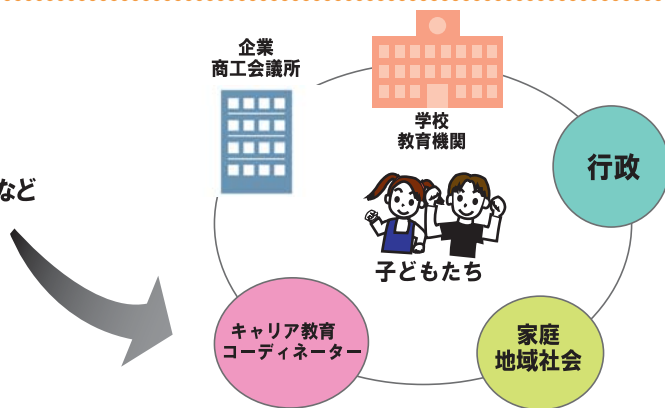 企業
商工会議所
学校
教育機関
行政
など
子どもたち
キャリア教育
コーディネーター
家庭
地域社会